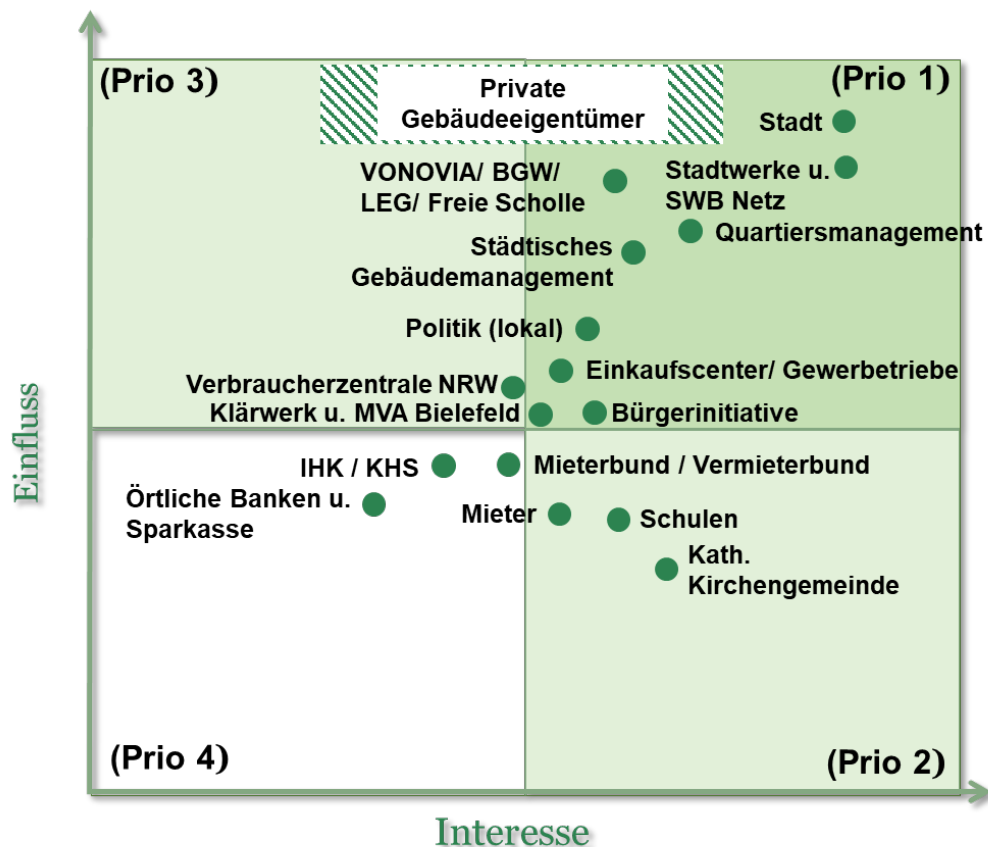 (Prio 3)
Private
Gebäudeeigentümer
(Prio 1)
Stadt
VONOVIA/ BGW/
LEG/ Freie Scholle
Stadtwerke u.
SWB Netz
Quartiersmanagement
Städtisches
Gebäudemanagement
Politik (lokal)
Einkaufscenter/ Gewerbetriebe
Verbraucherzentrale NRW
Klärwerk u. MVA Bielefeld
Bürgerinitiative
Einfluss
IHK / KHS
Mieterbund / Vermieterbund
Örtliche Banken u.
Sparkasse
Mieter
Schulen
Kath.
Kirchengemeinde
(Prio 4)
(Prio 2)
Interesse